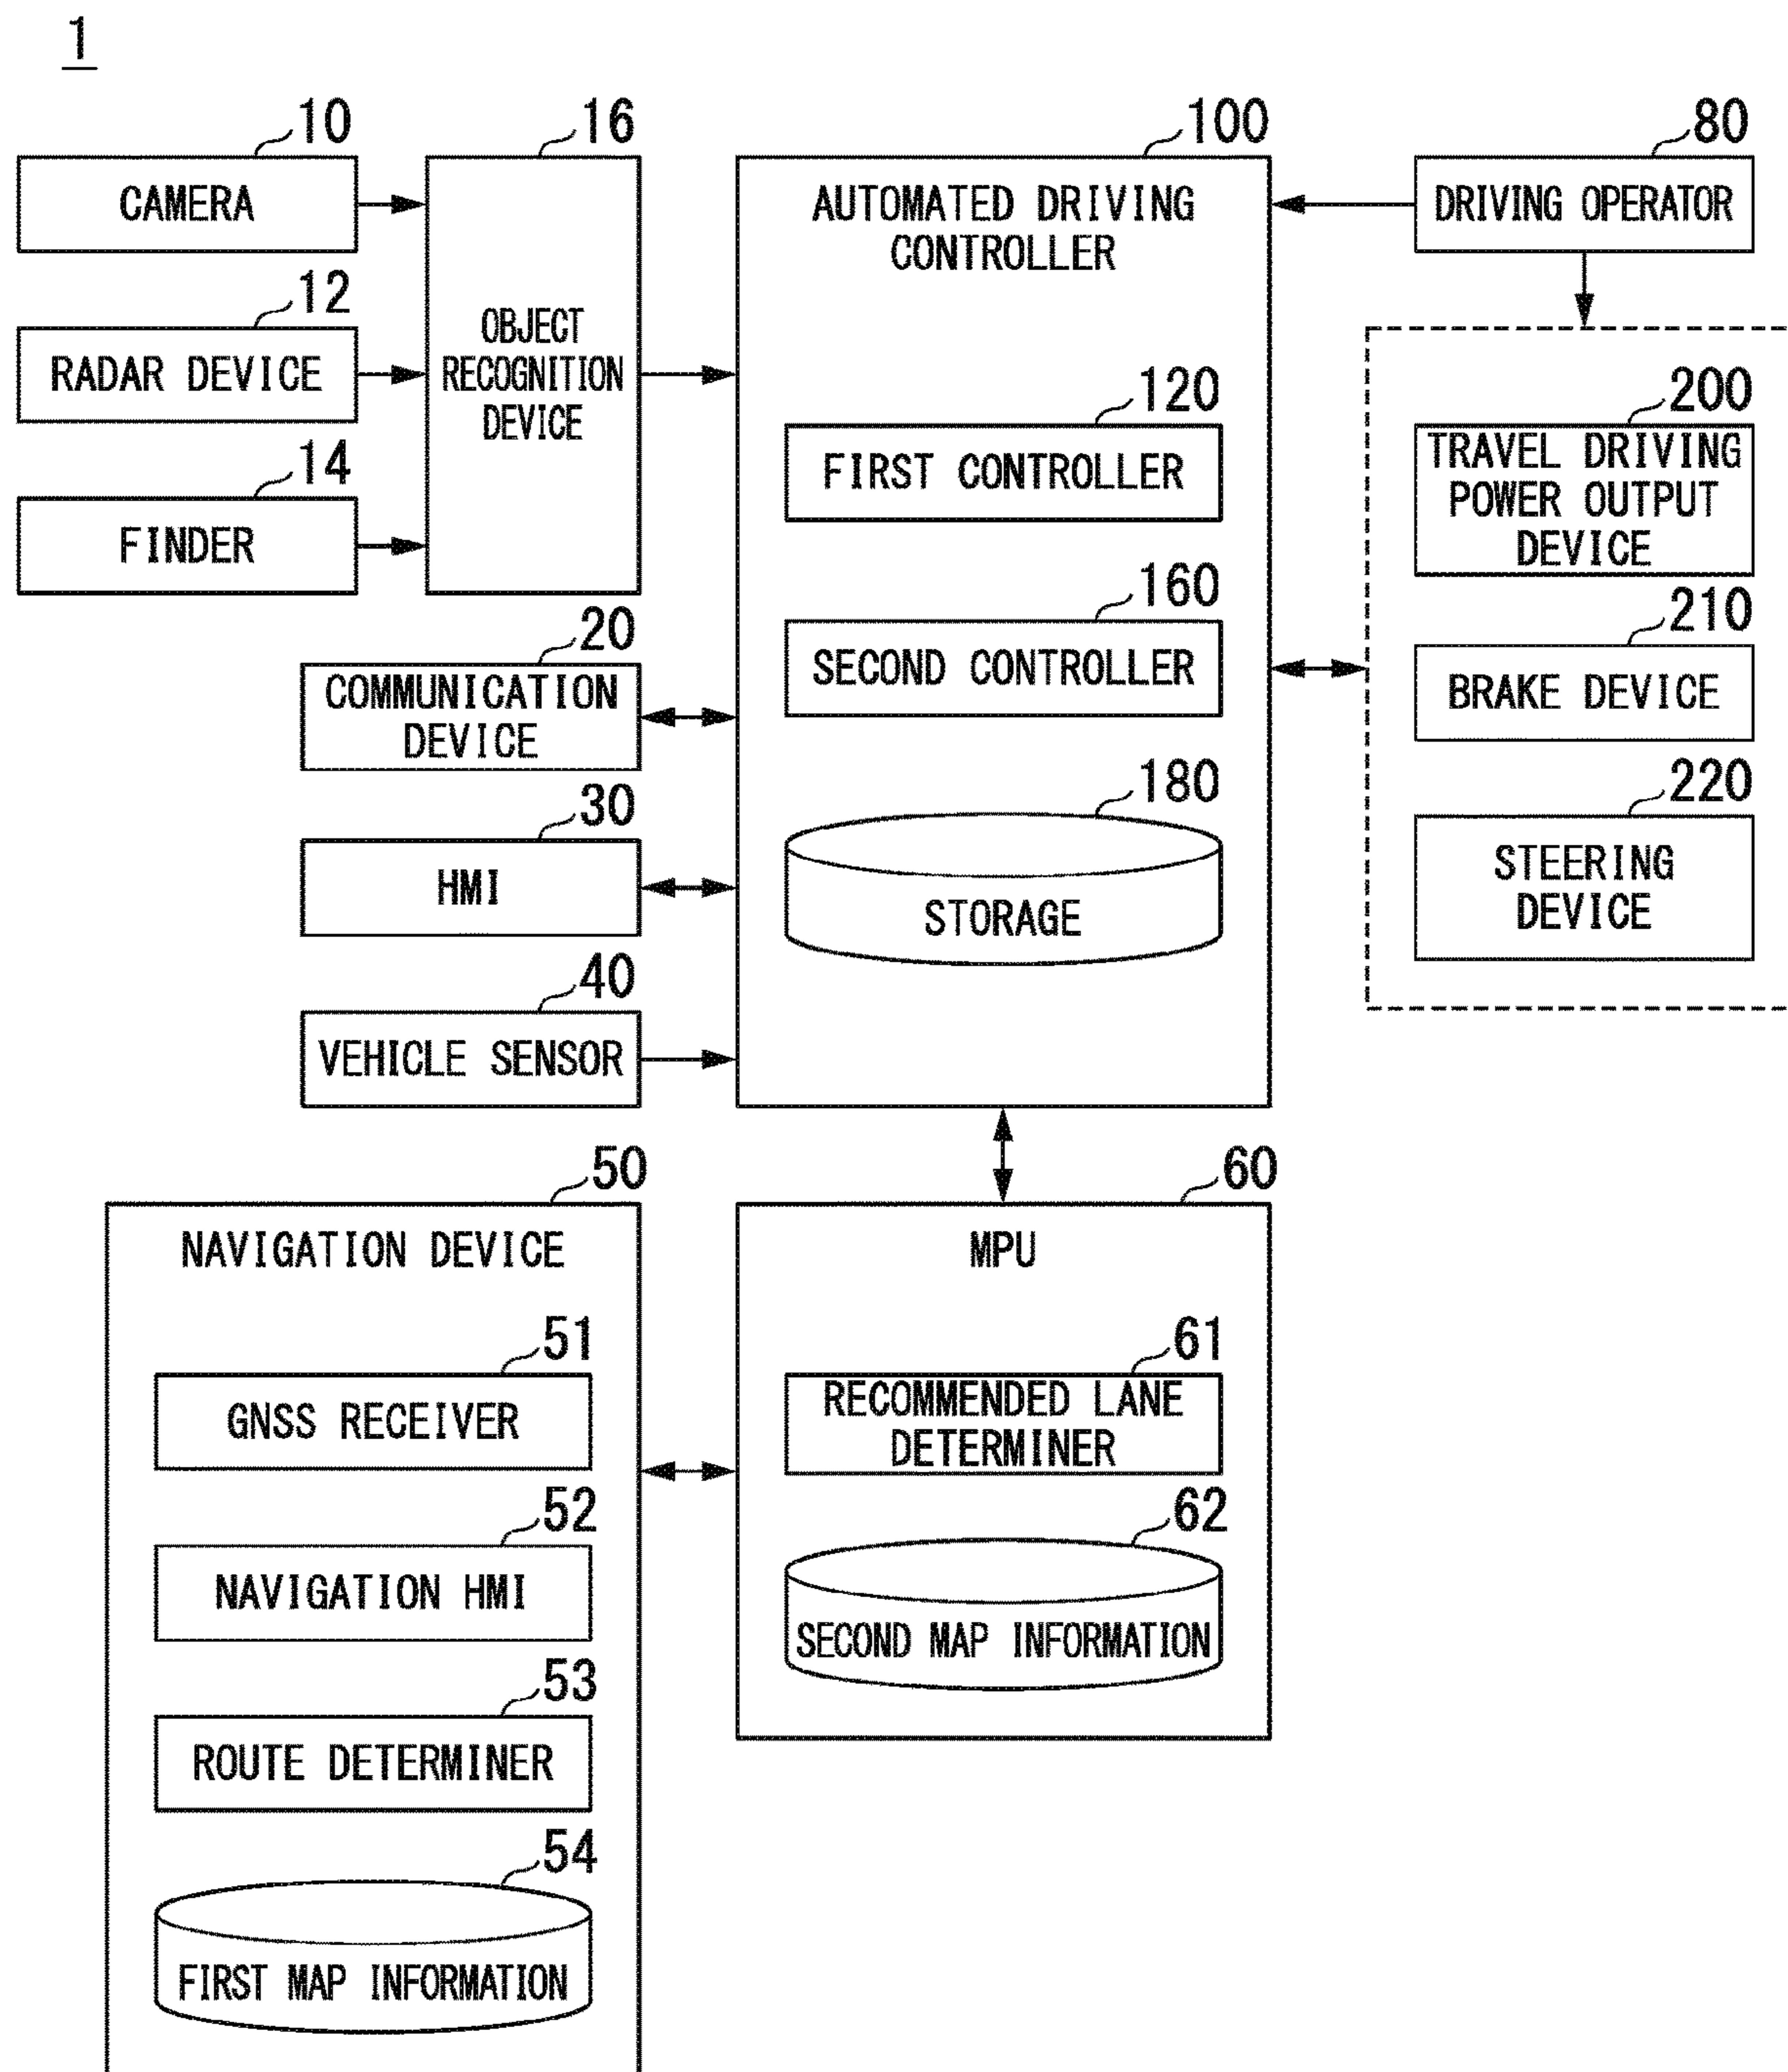 1
10
CAMERA
12
RADAR DEVICE
14
FINDER
16
OBJECT
RECOGNITION
DEVICE
20
COMMUNICATION
DEVICE
30
HMI
40
VEHICLE SENSOR
100
AUTOMATED DRIVING
CONTROLLER
120
FIRST CONTROLLER
160
SECOND CONTROLLER
180
STORAGE
80
DRIVING OPERATOR
200
TRAVEL DRIVING
POWER OUTPUT
DEVICE
210
BRAKE DEVICE
220
STEERING
DEVICE
50
NAVIGATION DEVICE
51
GNSS RECEIVER
52
NAVIGATION HMI
53
ROUTE DETERMINER
54
FIRST MAP INFORMATION
60
MPU
61
RECOMMENDED LANE
DETERMINER
62
SECOND MAP INFORMATION